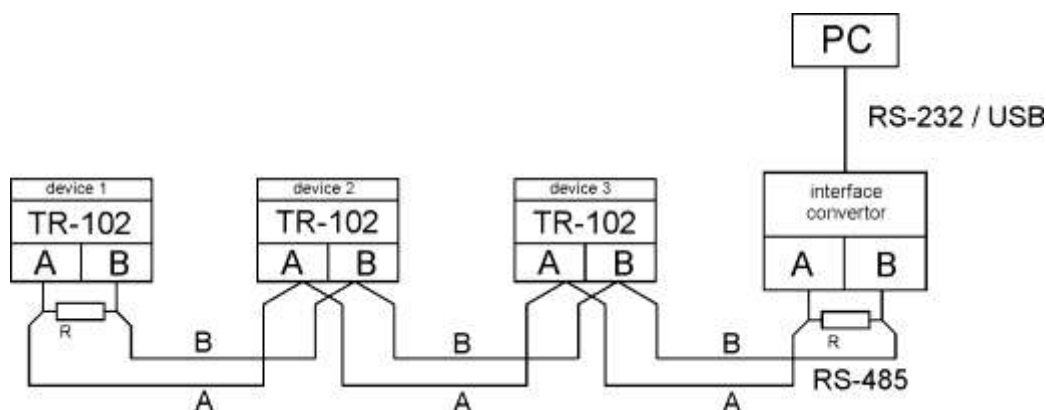 PC
RS-232 / USB
device 1
TR-102
A B
device 2
TR-102
A B
device 3
TR-102
A B
interface
convertor
A B
R
R
B
B
B
RS-485
A
A
A